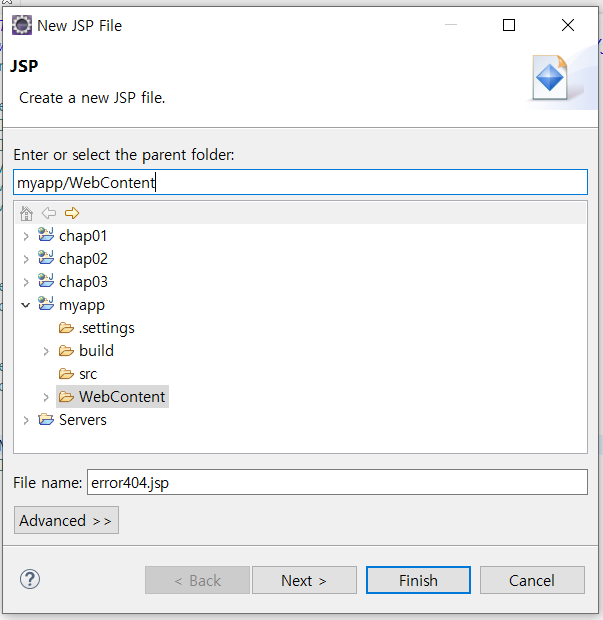 New JSP File
JSP
Create a new JSP file.
Enter or select the parent folder:
myapp/WebContent
chap01
chap02
chap03
myapp
.settings
build
src
WebContent
Servers
File name: error404.jsp
Advanced >>
< Back Next > Finish Cancel